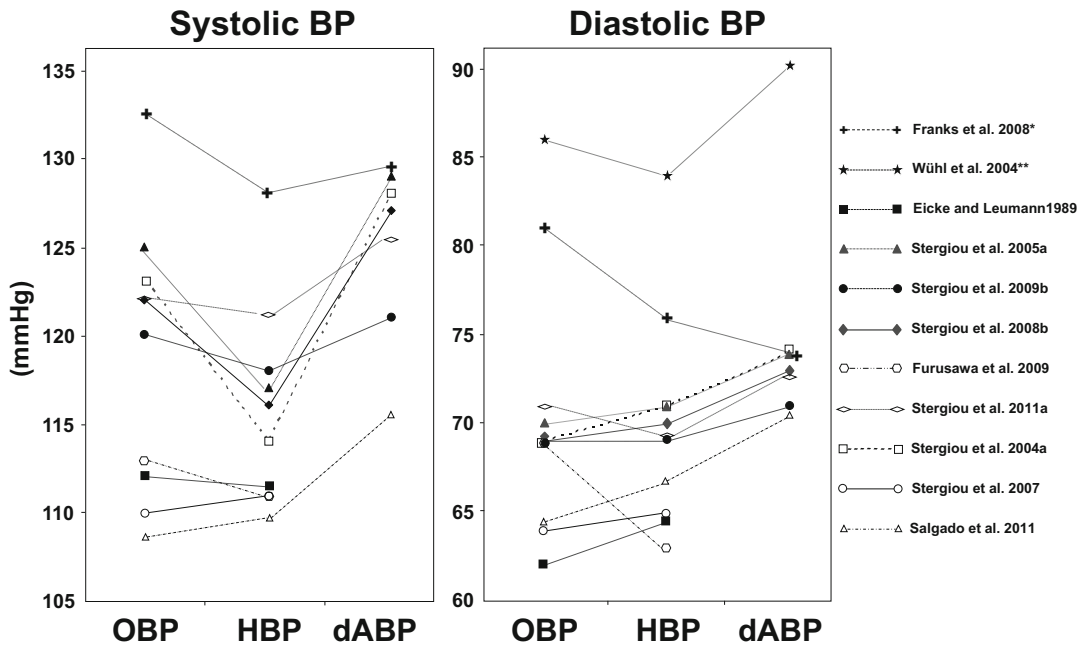 Systolic BP
Diastolic BP
(mmHg)
135
130
125
120
115
110
105
OBP HBP dABP
90
85
80
75
70
65
60
OBP HBP dABP
Franks et al. 2008*
Wühl et al. 2004**
Eicke and Leumann1989
Stergiou et al. 2005a
Stergiou et al. 2009b
Stergiou et al. 2008b
Furusawa et al. 2009
Stergiou et al. 2011a
Stergiou et al. 2004a
Stergiou et al. 2007
Salgado et al. 2011